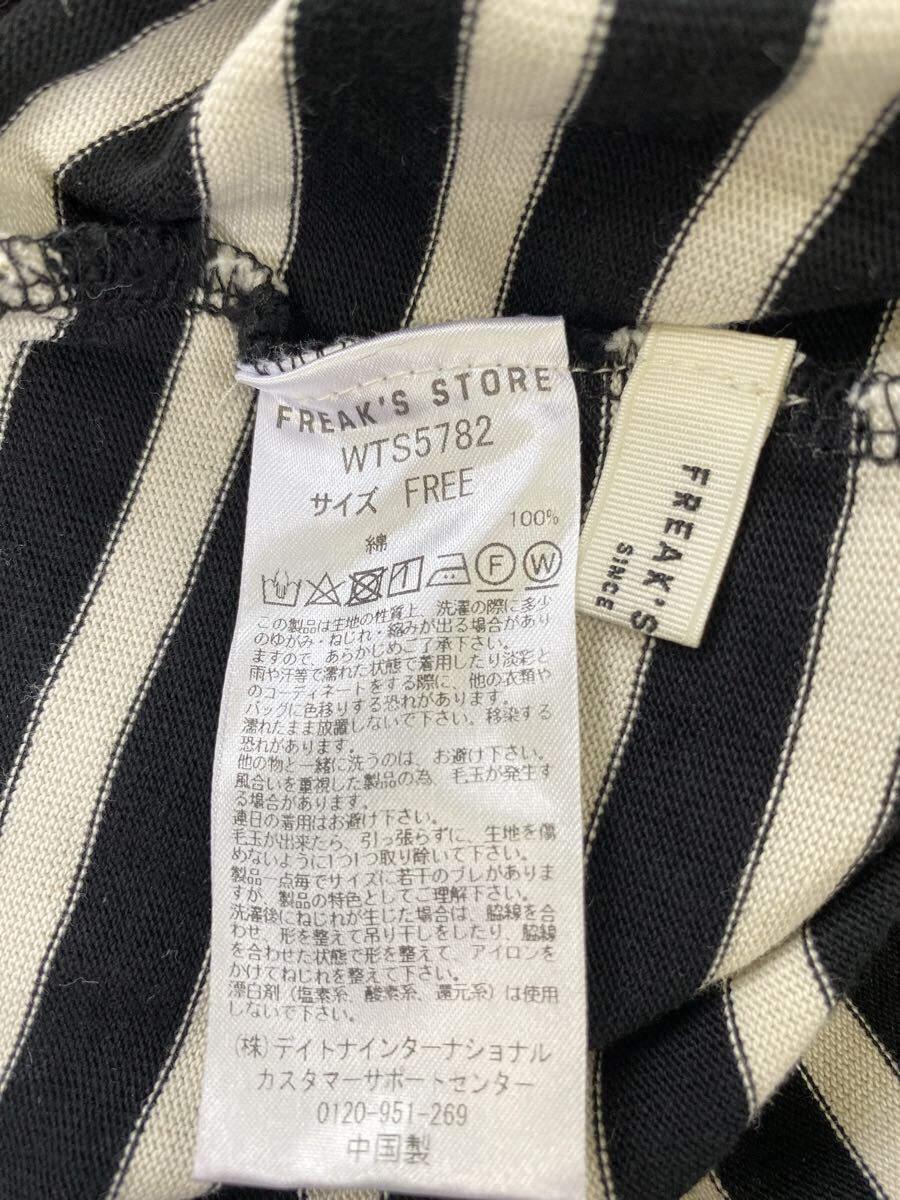 FREAK'S STORE
WTS5782
サイズ FREE
綿 100%
1 F W
この製品は生地の性質上、洗濯の際に多少
のゆがみ・ねじれ・縮みが出る場合があり
ますので、あらかじめご了承下さい。
雨や汗等で濡れた状態で着用したり淡彩と
のコーディネートをする際に、他の衣類や
バッグに色移りする恐れがあります。
濡れたまま放置しないで下さい。移染する
恐れがあります。
他の物と一緒に洗うのは、お避け下さい。
風合いを重視した製品の為、毛玉が発生す
る場合があります。
連日の着用はお避け下さい。
毛玉が出来たら、引っ張らずに、生地を傷
めないように1つ1つ取り除いて下さい。
製品一点毎でサイズに若干のブレがありま
すが、製品の特色としてご理解下さい。
洗濯後にねじれが生じた場合は、脇線を合
わせ、形を整えて吊り干しをしたり、脇線
を合わせた状態で形を整えて、アイロンを
かけてねじれを整えて下さい。
漂白剤（塩素系、酸素系、還元系）は使用
しないで下さい。
（株）デイトナインターナショナル
カスタマーサポートセンター
0120-951-269
中国製
FREAK'S
SINCE